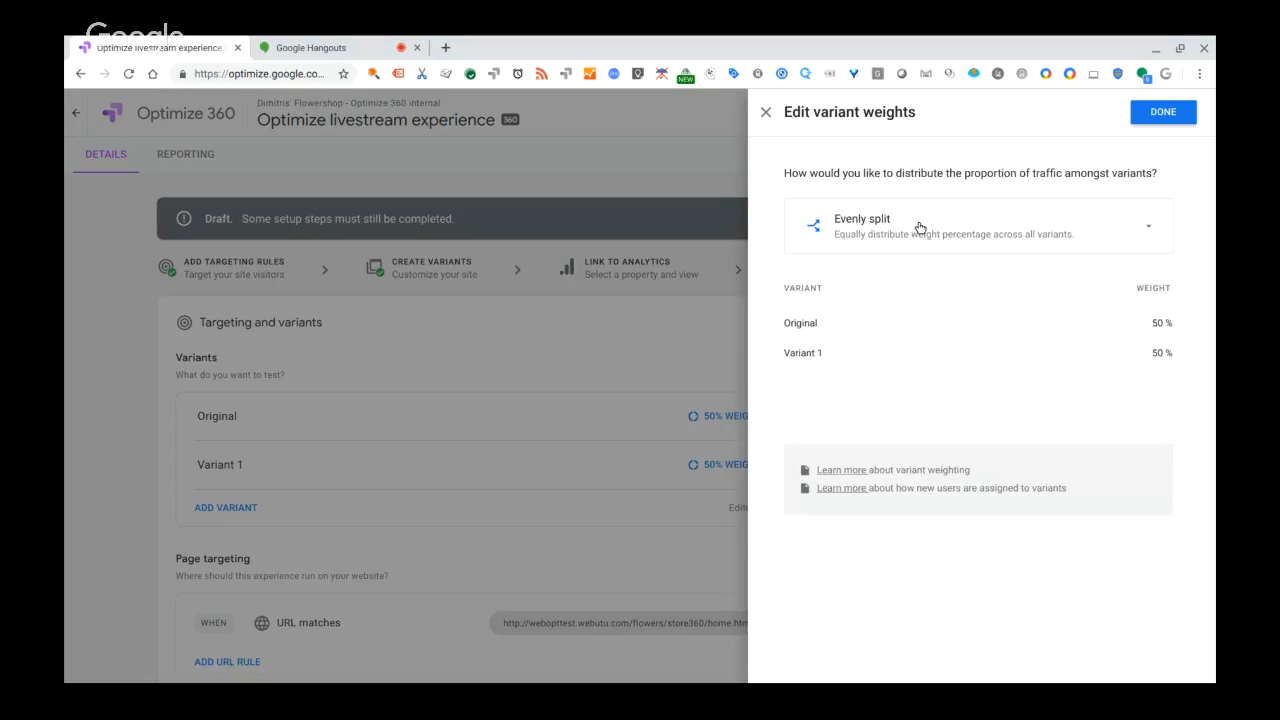 Google
Optimize livestream experience
Google Hangouts
https://optimize.google.co...
NEW
Optimize 360
Dimitris' Flowershop - Optimize 360 internal
Optimize livestream experience 360
DETAILS
REPORTING
Draft. Some setup steps must still be completed.
ADD TARGETING RULES
Target your site visitors
CREATE VARIANTS
Customize your site
LINK TO ANALYTICS
Select a property and view
Targeting and variants
Variants
What do you want to test?
Original
50% WEIG
Variant 1
50% WEIG
ADD VARIANT
Edite
Page targeting
Where should this experience run on your website?
WHEN
URL matches
http://webopttest.webutu.com/flowers/store360/home.htm
ADD URL RULE
Edit variant weights
DONE
How would you like to distribute the proportion of traffic amongst variants?
Evenly split
Equally distribute weight percentage across all variants.
VARIANT
WEIGHT
Original
50 %
Variant 1
50 %
Learn more about variant weighting
Learn more about how new users are assigned to variants